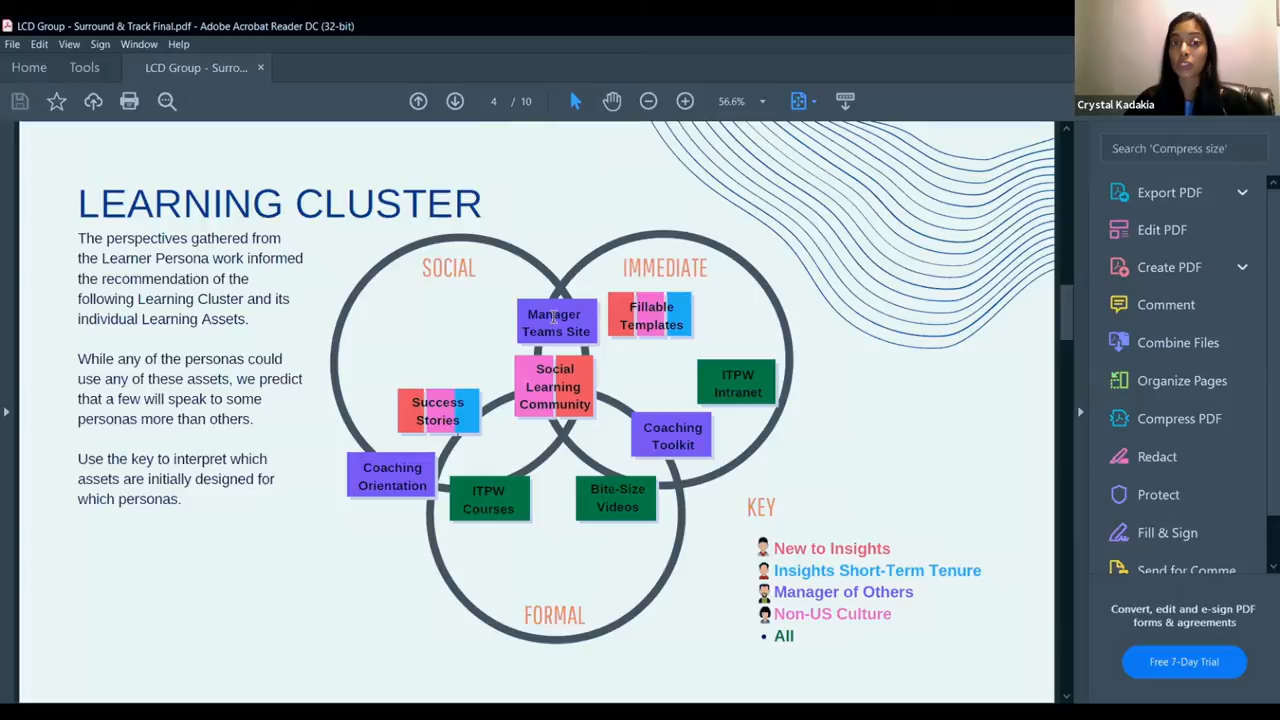 LCD Group - Surround & Track Final.pdf - Adobe Acrobat Reader DC (32-bit)
File Edit View Sign Window Help
Home Tools LCD Group - Surro... ×
4 / 10 56.6%
Crystal Kadakia
LEARNING CLUSTER
The perspectives gathered from
the Learner Persona work informed
the recommendation of the
following Learning Cluster and its
individual Learning Assets.
While any of the personas could
use any of these assets, we predict
that a few will speak to some
personas more than others.
Use the key to interpret which
assets are initially designed for
which personas.
SOCIAL
IMMEDIATE
Manager
Teams Site
Fillable
Templates
Social
Learning
Community
ITPW
Intranet
Success
Stories
Coaching
Toolkit
Coaching
Orientation
ITPW
Courses
Bite-Size
Videos
FORMAL
KEY
New to Insights
Insights Short-Term Tenure
Manager of Others
Non-US Culture
• All
Search 'Compress size'
Export PDF
Edit PDF
Create PDF
Comment
Combine Files
Organize Pages
Compress PDF
Redact
Protect
Fill & Sign
Send for Comme
Convert, edit and e-sign PDF
forms & agreements
Free 7-Day Trial